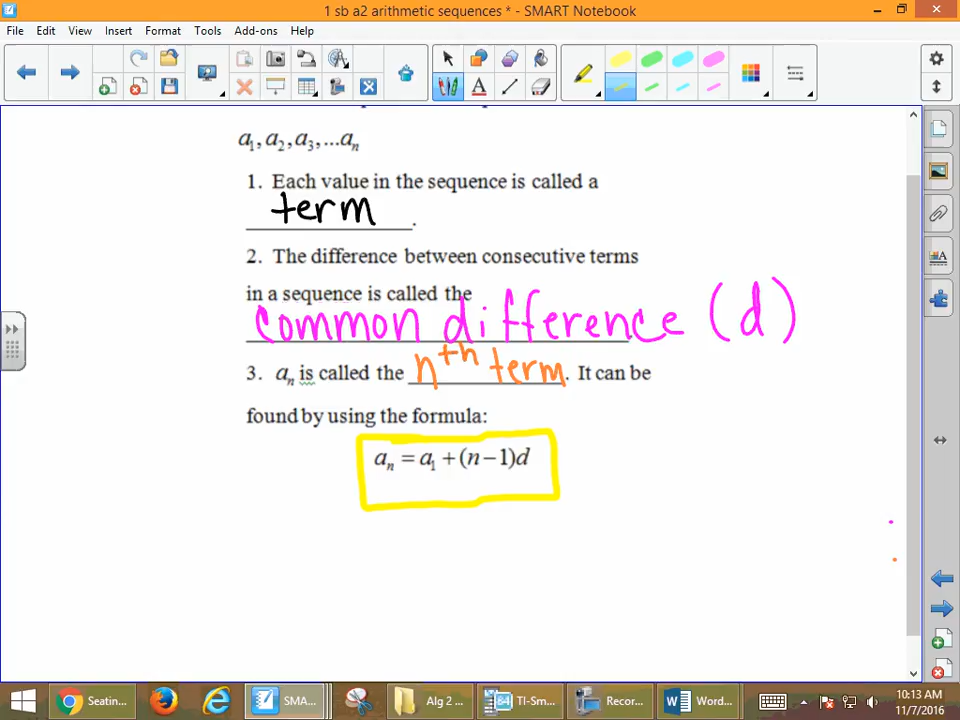 1 sb a2 arithmetic sequences * - SMART Notebook
File Edit View Insert Format Tools Add-ons Help
a₁, a₂, a₃, ...aₙ
1. Each value in the sequence is called a
term.
2. The difference between consecutive terms
in a sequence is called the
common difference (d)
3. aₙ is called the nᵗʰ term. It can be
found by using the formula:
aₙ = a₁ + (n − 1)d
Seatin... SMA... Alg 2 ... TI-Sm... Recor... Word... 10:13 AM
11/7/2016